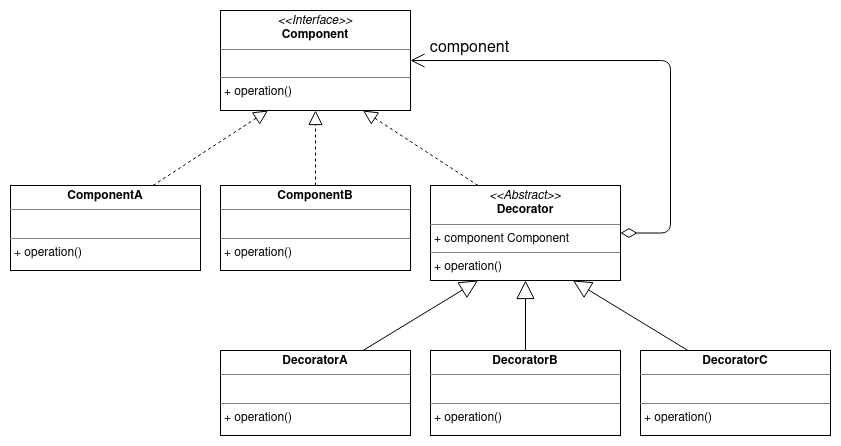 <<Interface>>
Component
component
+ operation()
ComponentA
+ operation()
ComponentB
+ operation()
<<Abstract>>
Decorator
+ component Component
+ operation()
DecoratorA
+ operation()
DecoratorB
+ operation()
DecoratorC
+ operation()